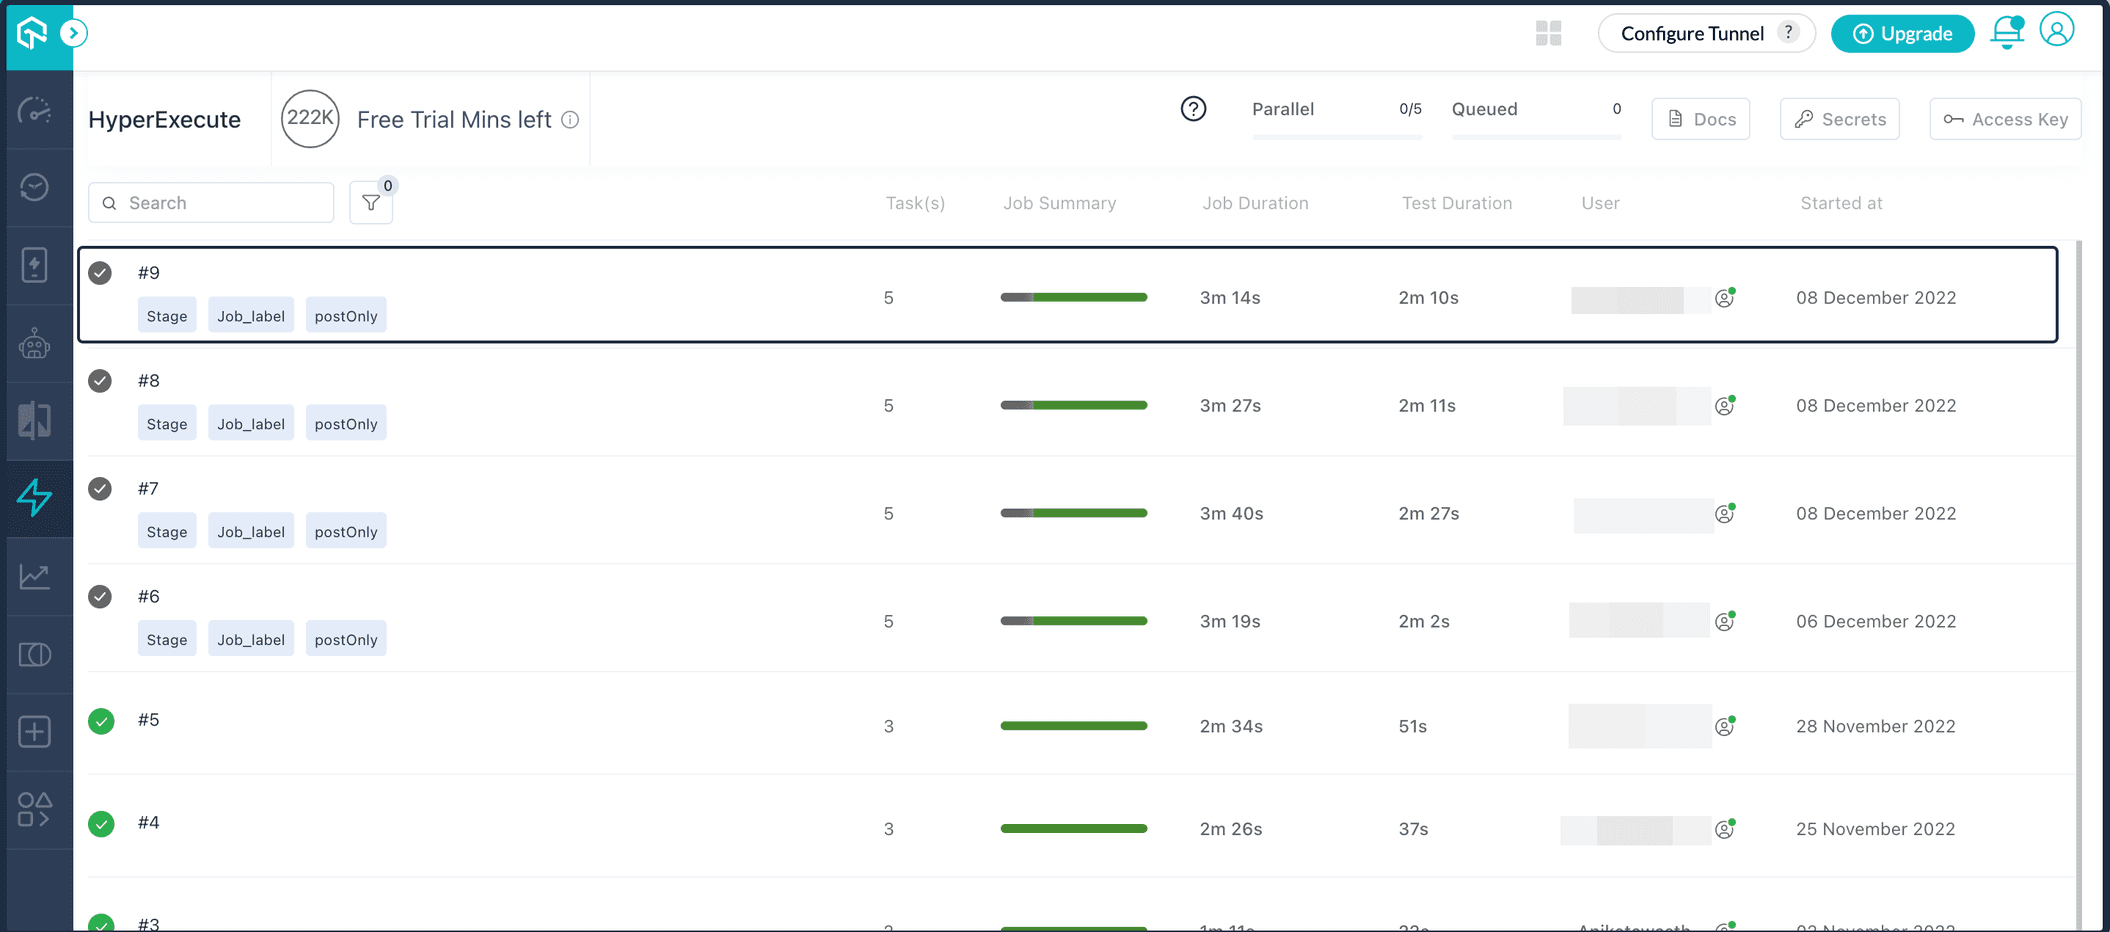 Configure Tunnel ?
Upgrade
HyperExecute
222K
Free Trial Mins left
?
Parallel 0/5
Queued 0
Docs
Secrets
Access Key
Search
0
Task(s) Job Summary Job Duration Test Duration User Started at
#9
Stage Job_label postOnly
5 3m 14s 2m 10s 08 December 2022
#8
Stage Job_label postOnly
5 3m 27s 2m 11s 08 December 2022
#7
Stage Job_label postOnly
5 3m 40s 2m 27s 08 December 2022
#6
Stage Job_label postOnly
5 3m 19s 2m 2s 06 December 2022
#5
3 2m 34s 51s 28 November 2022
#4
3 2m 26s 37s 25 November 2022
#3
1m 11s November 2022